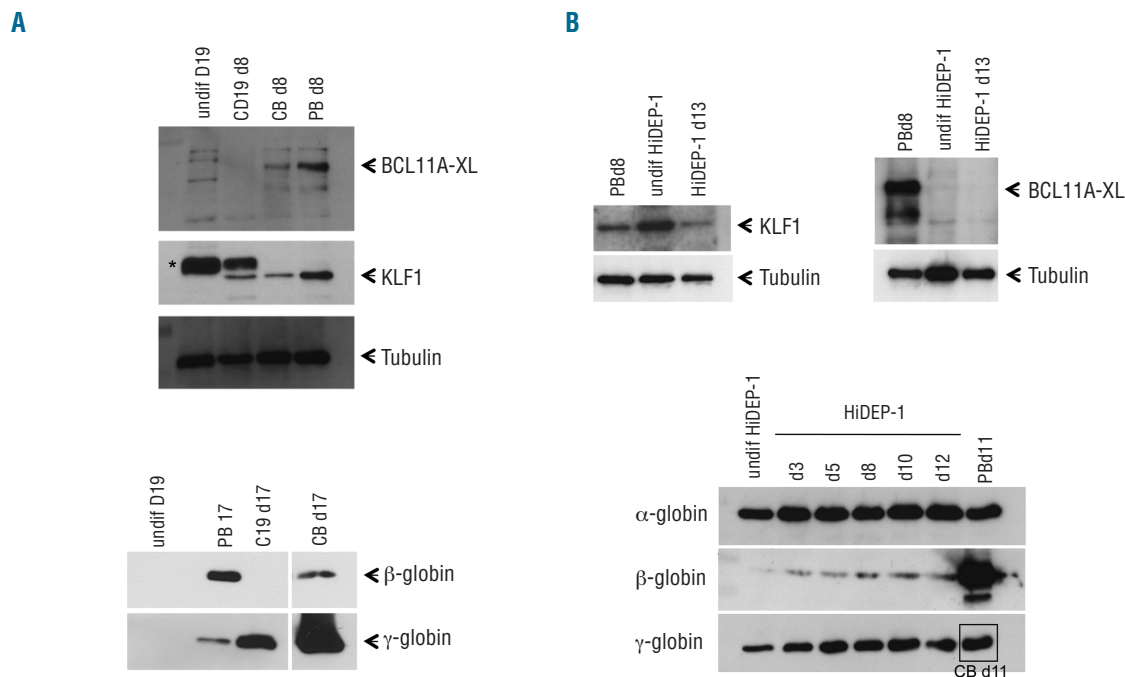 A
undif D19
CD19 d8
CB d8
PB d8
BCL11A-XL
*
KLF1
Tubulin
undif D19
PB 17
C19 d17
CB d17
β-globin
γ-globin
B
PBd8
undif HiDEP-1
HiDEP-1 d13
KLF1
Tubulin
PBd8
undif HiDEP-1
HiDEP-1 d13
BCL11A-XL
Tubulin
undif HiDEP-1
HiDEP-1
d3
d5
d8
d10
d12
PBd11
α-globin
β-globin
γ-globin
CB d11